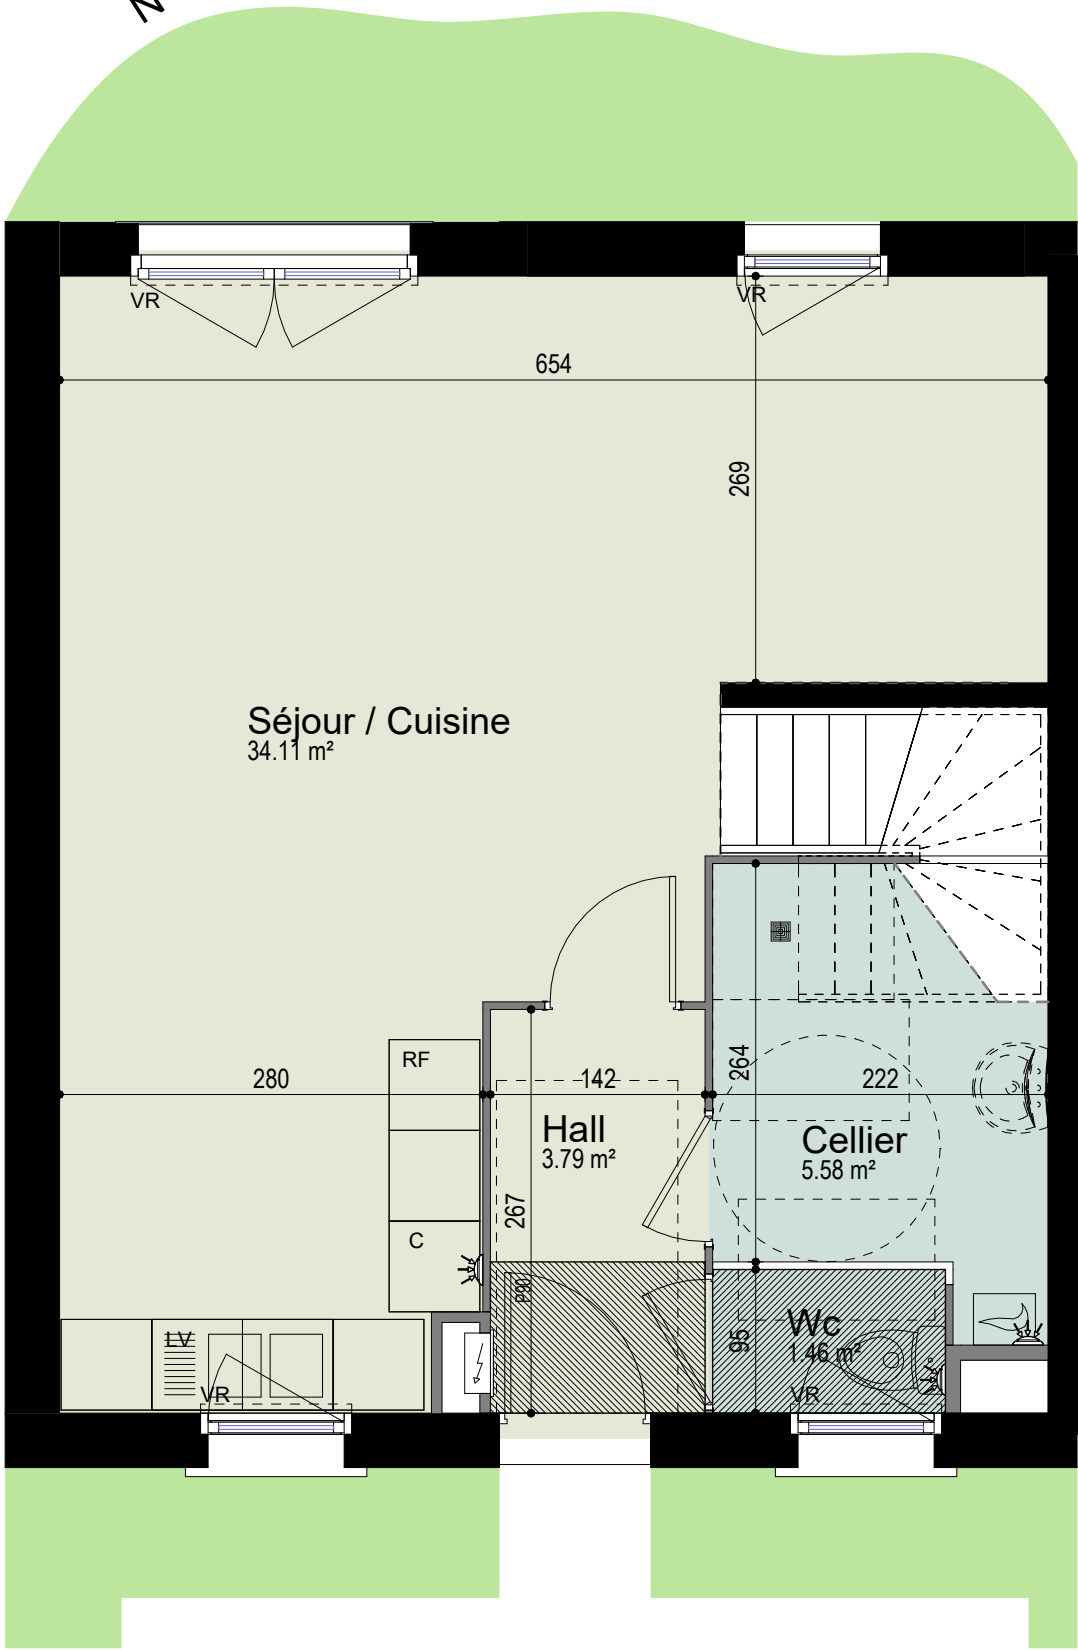 N
VR
VR
654
269
Séjour / Cuisine
34.11 m²
RF
280
142
264
222
Hall
3.79 m²
Cellier
5.58 m²
267
C
P90
LV
Wc
1.46 m²
95
VR
VR